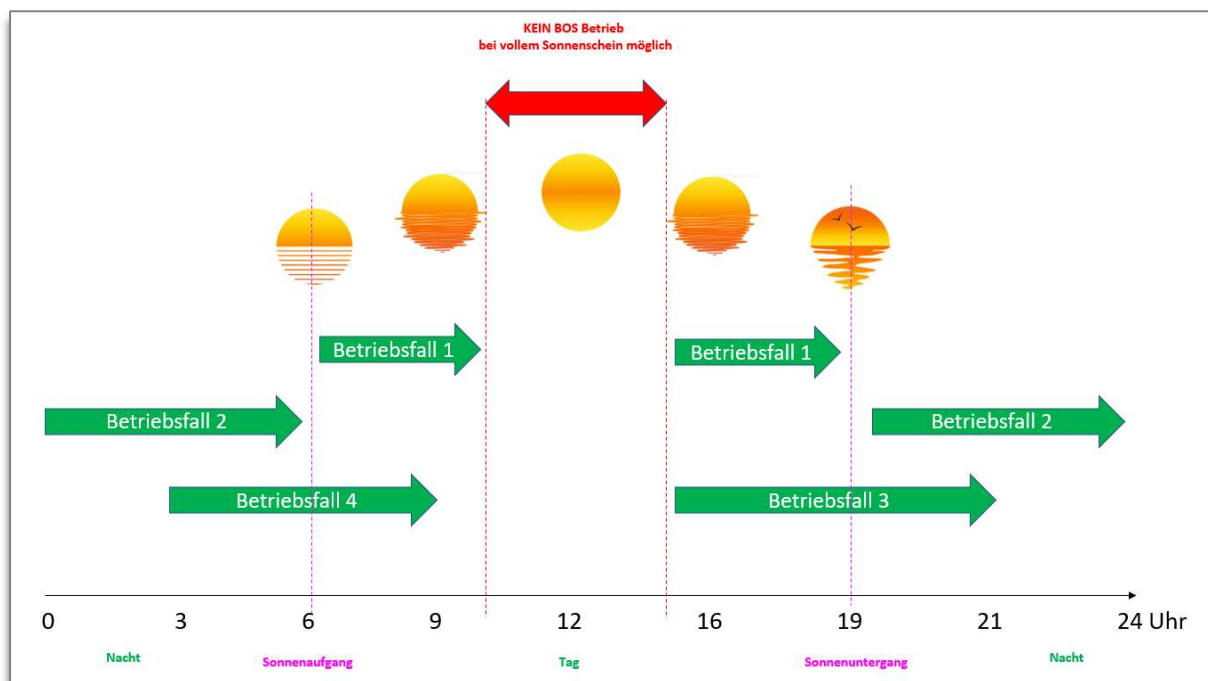 KEIN BOS Betrieb
bei vollem Sonnenschein möglich
Betriebsfall 1
Betriebsfall 1
Betriebsfall 2
Betriebsfall 2
Betriebsfall 4
Betriebsfall 3
0 3 6 9 12 16 19 21 24 Uhr
Nacht Sonnenaufgang Tag Sonnenuntergang Nacht